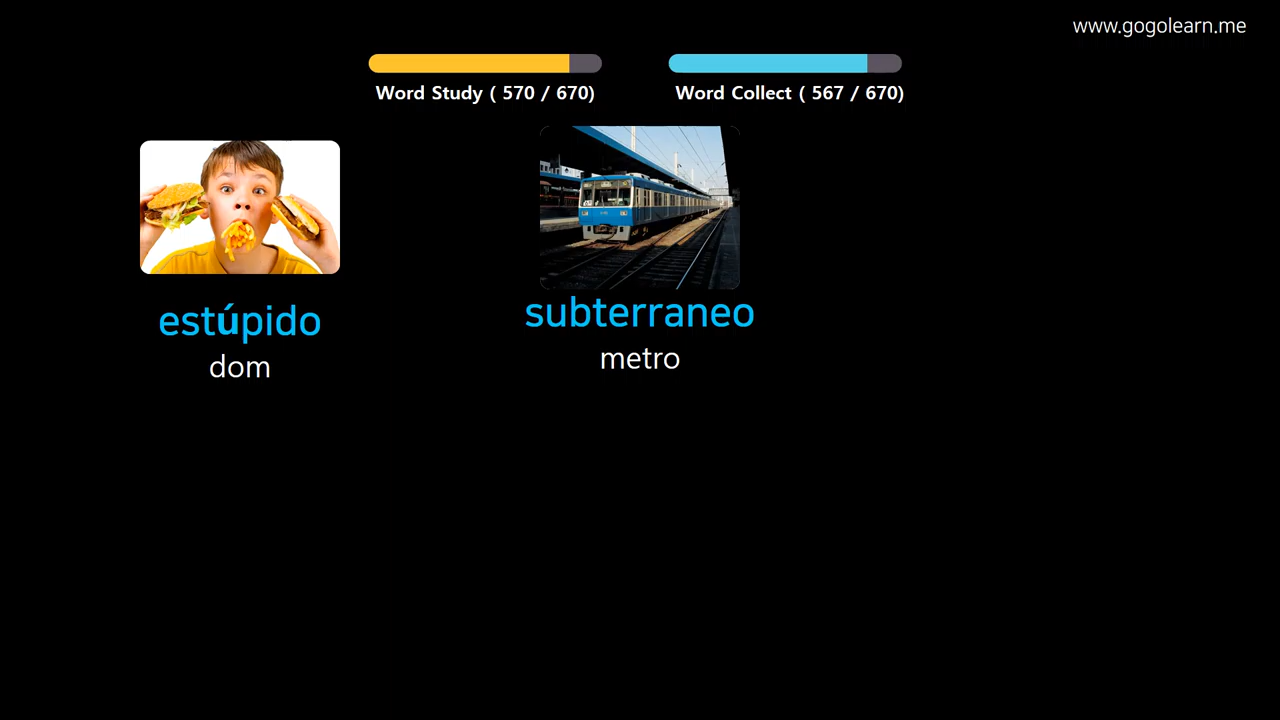 www.gogolearn.me
Word Study ( 570 / 670)
Word Collect ( 567 / 670)
estúpido
dom
subterraneo
metro